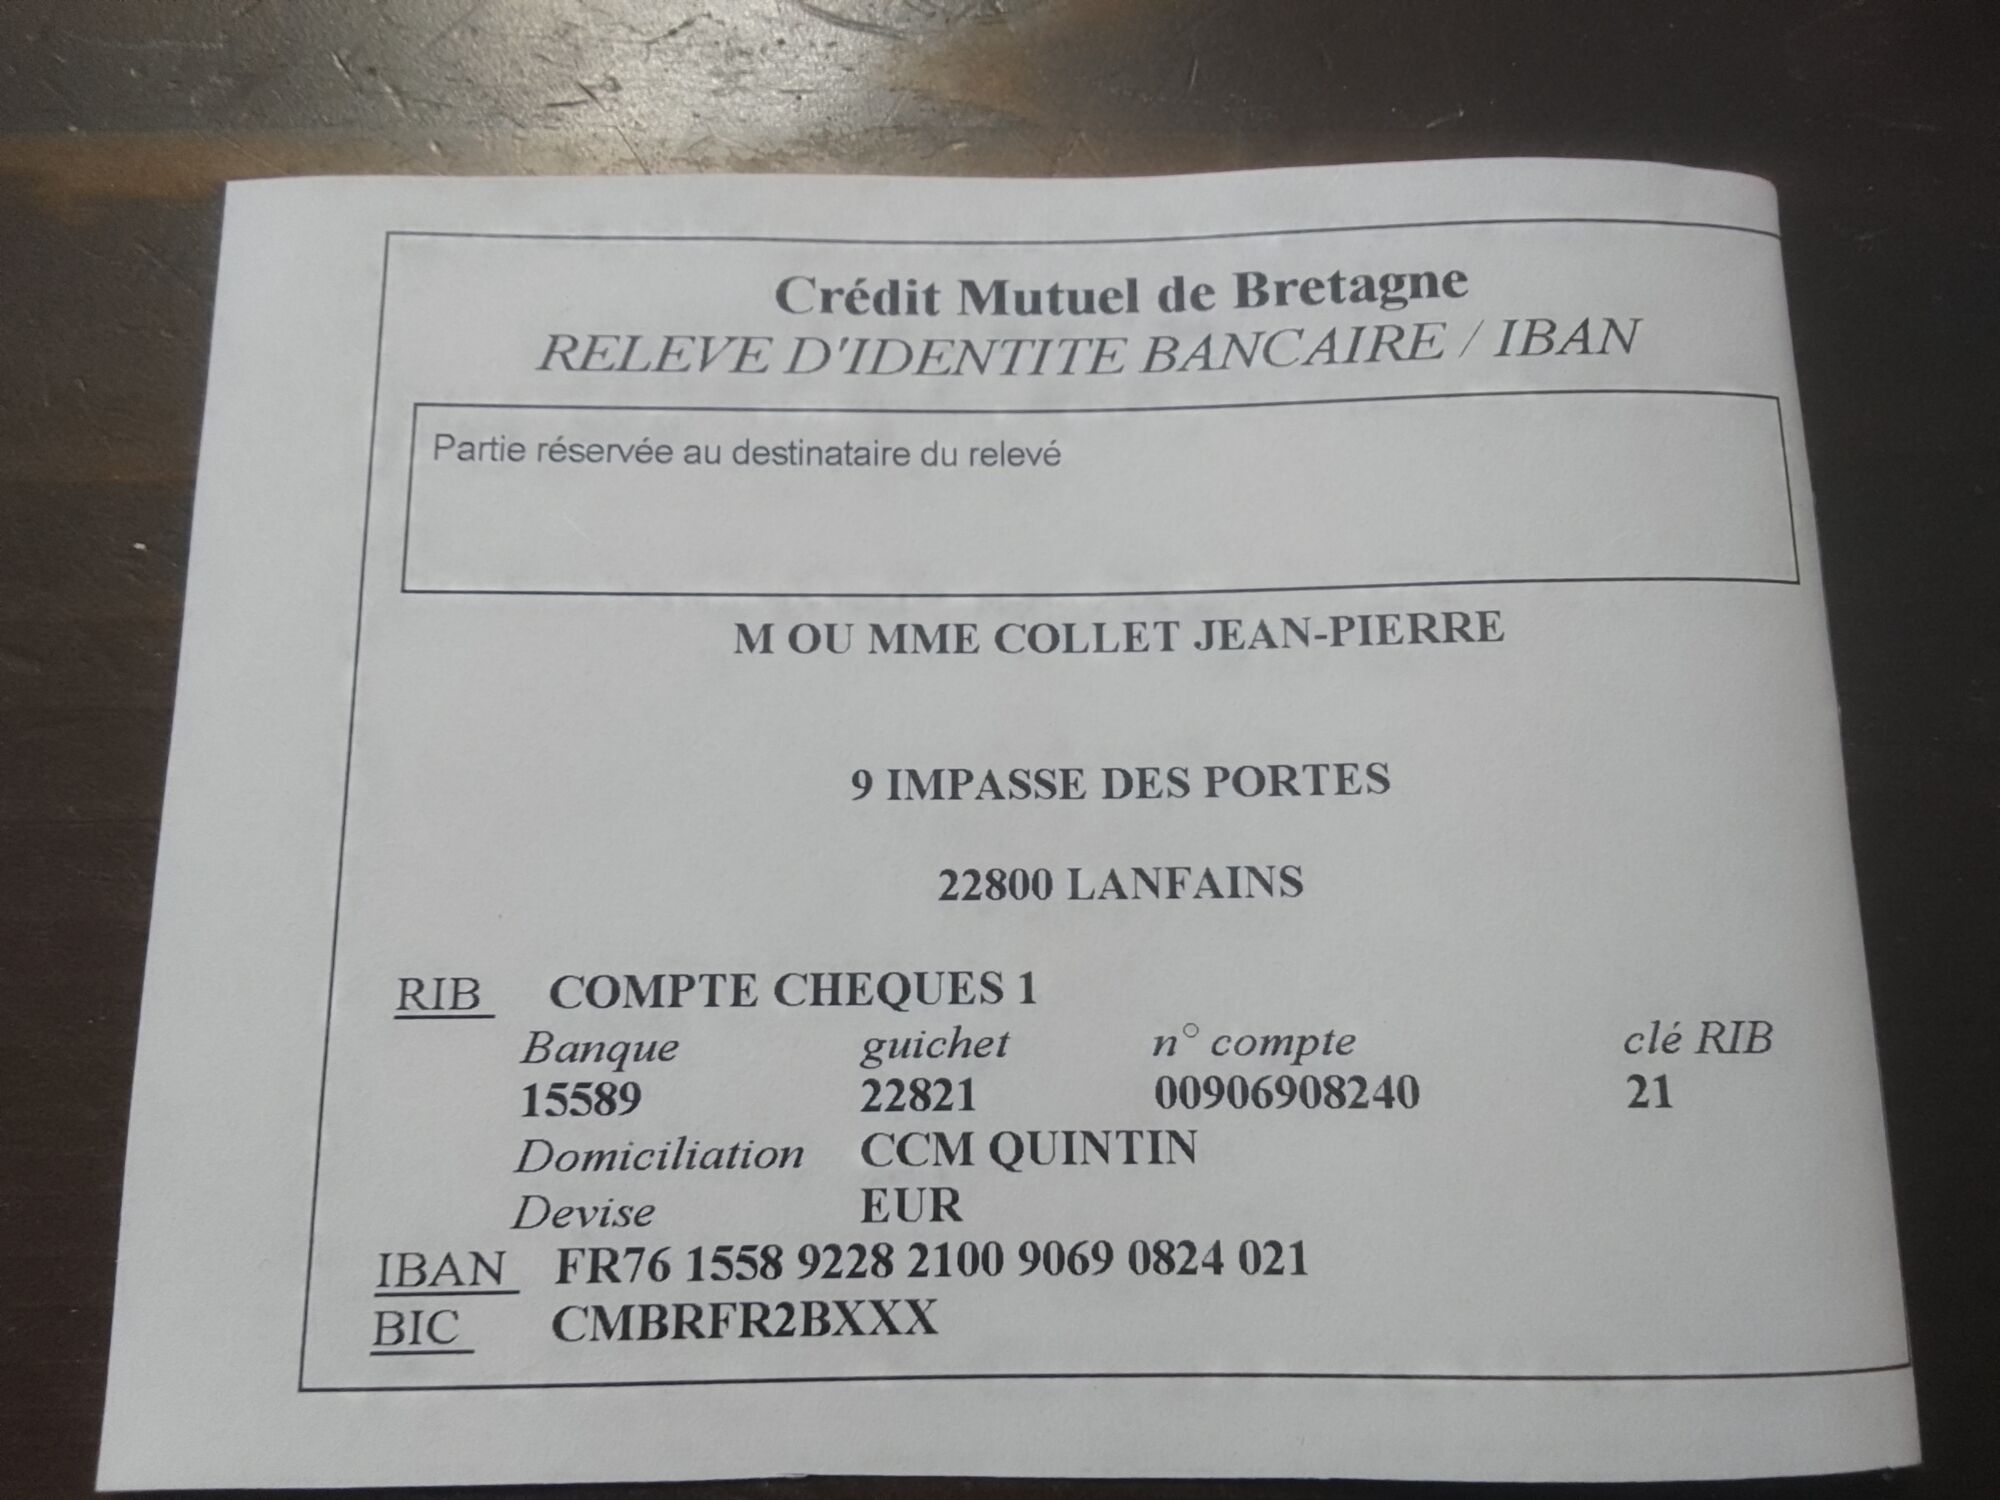 Crédit Mutuel de Bretagne
RELEVE D'IDENTITE BANCAIRE / IBAN
Partie réservée au destinataire du relevé
M OU MME COLLET JEAN-PIERRE
9 IMPASSE DES PORTES
22800 LANFAINS
RIB COMPTE CHEQUES 1
Banque guichet n° compte clé RIB
15589 22821 00906908240 21
Domiciliation CCM QUINTIN
Devise EUR
IBAN FR76 1558 9228 2100 9069 0824 021
BIC CMBRFR2BXXX